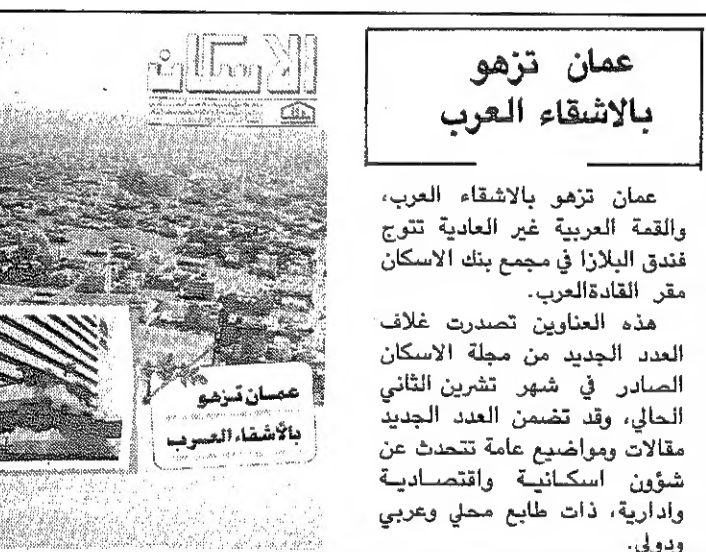 عمان تزهو
بالاشقاء العرب
عمان تزهو بالاشقاء العرب،
والقمة العربية غير العادية تتوج
فندق البلازا في مجمع بنك الاسكان
مقر القادةالعرب.
هذه العناوين تصدرت غلاف
العدد الجديد من مجلة الاسكان
الصادر في شهر تشرين الثاني
الحالي، وقد تضمن العدد الجديد
مقالات ومواضيع عامة تتحدث عن
شؤون اسكانية واقتصادية
وادارية، ذات طابع محلي وعربي
ودولي.
الاسكان
عمان تزهو
بالأشقاء العرب